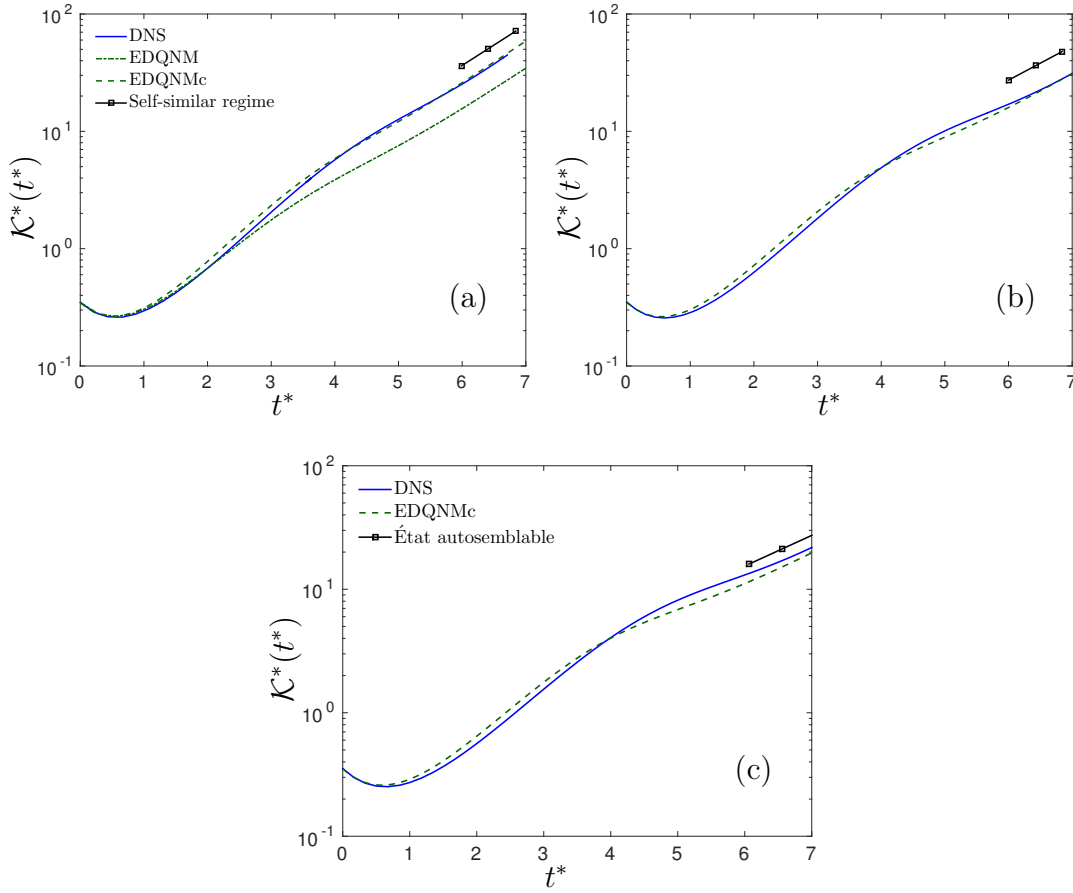 10^2
10^1
10^0
10^-1
𝒦*(t*)
DNS
EDQNM
EDQNMc
Self-similar regime
(a)
0 1 2 3 4 5 6 7
t*
10^2
10^1
10^0
10^-1
𝒦*(t*)
(b)
0 1 2 3 4 5 6 7
t*
10^2
10^1
10^0
10^-1
𝒦*(t*)
DNS
EDQNMc
État autosemblable
(c)
0 1 2 3 4 5 6 7
t*